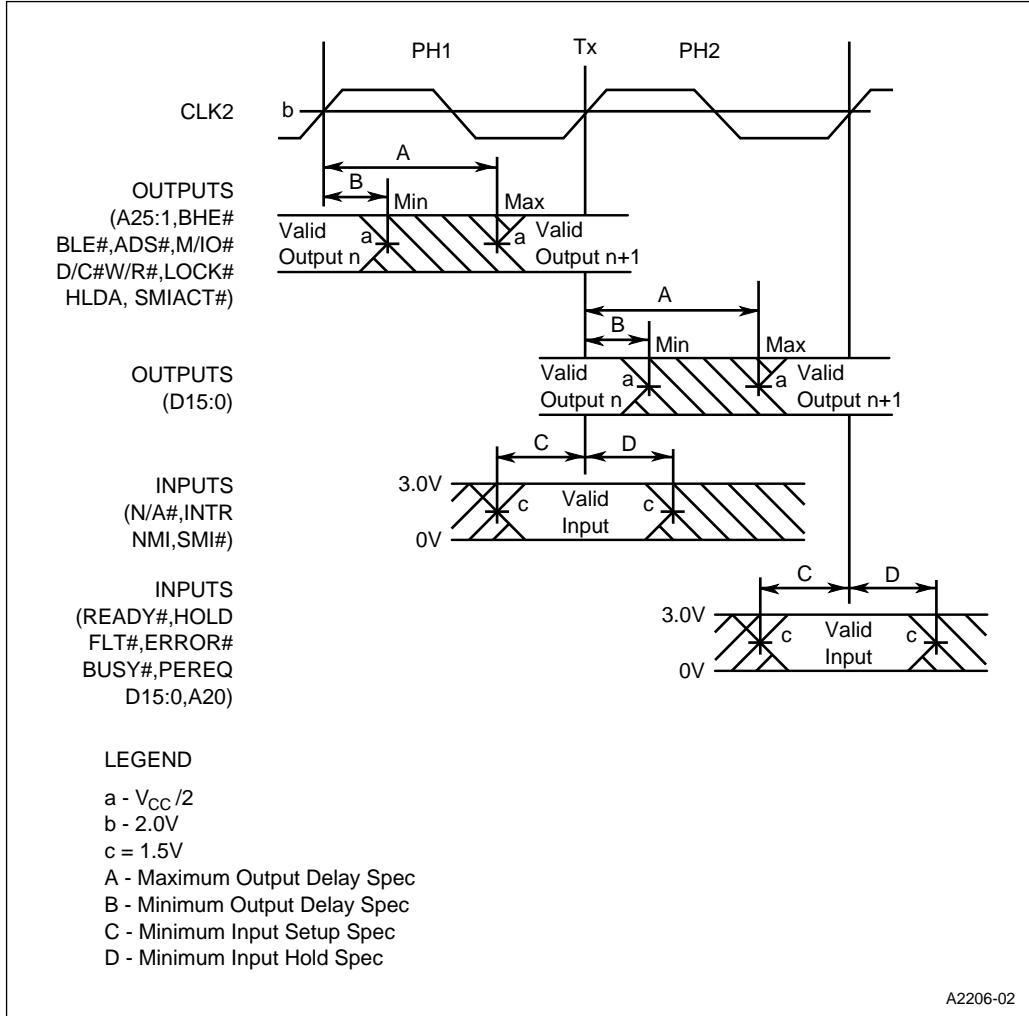 PH1 Tx PH2
CLK2 b
A
B
Min Max
OUTPUTS
(A25:1,BHE#
BLE#,ADS#,M/IO#
D/C#W/R#,LOCK#
HLDA, SMIACT#)
Valid
Output n
a
a
Valid
Output n+1
A
B
Min Max
OUTPUTS
(D15:0)
Valid
Output n
a
a
Valid
Output n+1
C D
INPUTS
(N/A#,INTR
NMI,SMI#)
3.0V
0V
c
Valid
Input
c
C D
INPUTS
(READY#,HOLD
FLT#,ERROR#
BUSY#,PEREQ
D15:0,A20)
3.0V
0V
c
Valid
Input
c
LEGEND
a - VCC /2
b - 2.0V
c = 1.5V
A - Maximum Output Delay Spec
B - Minimum Output Delay Spec
C - Minimum Input Setup Spec
D - Minimum Input Hold Spec
A2206-02